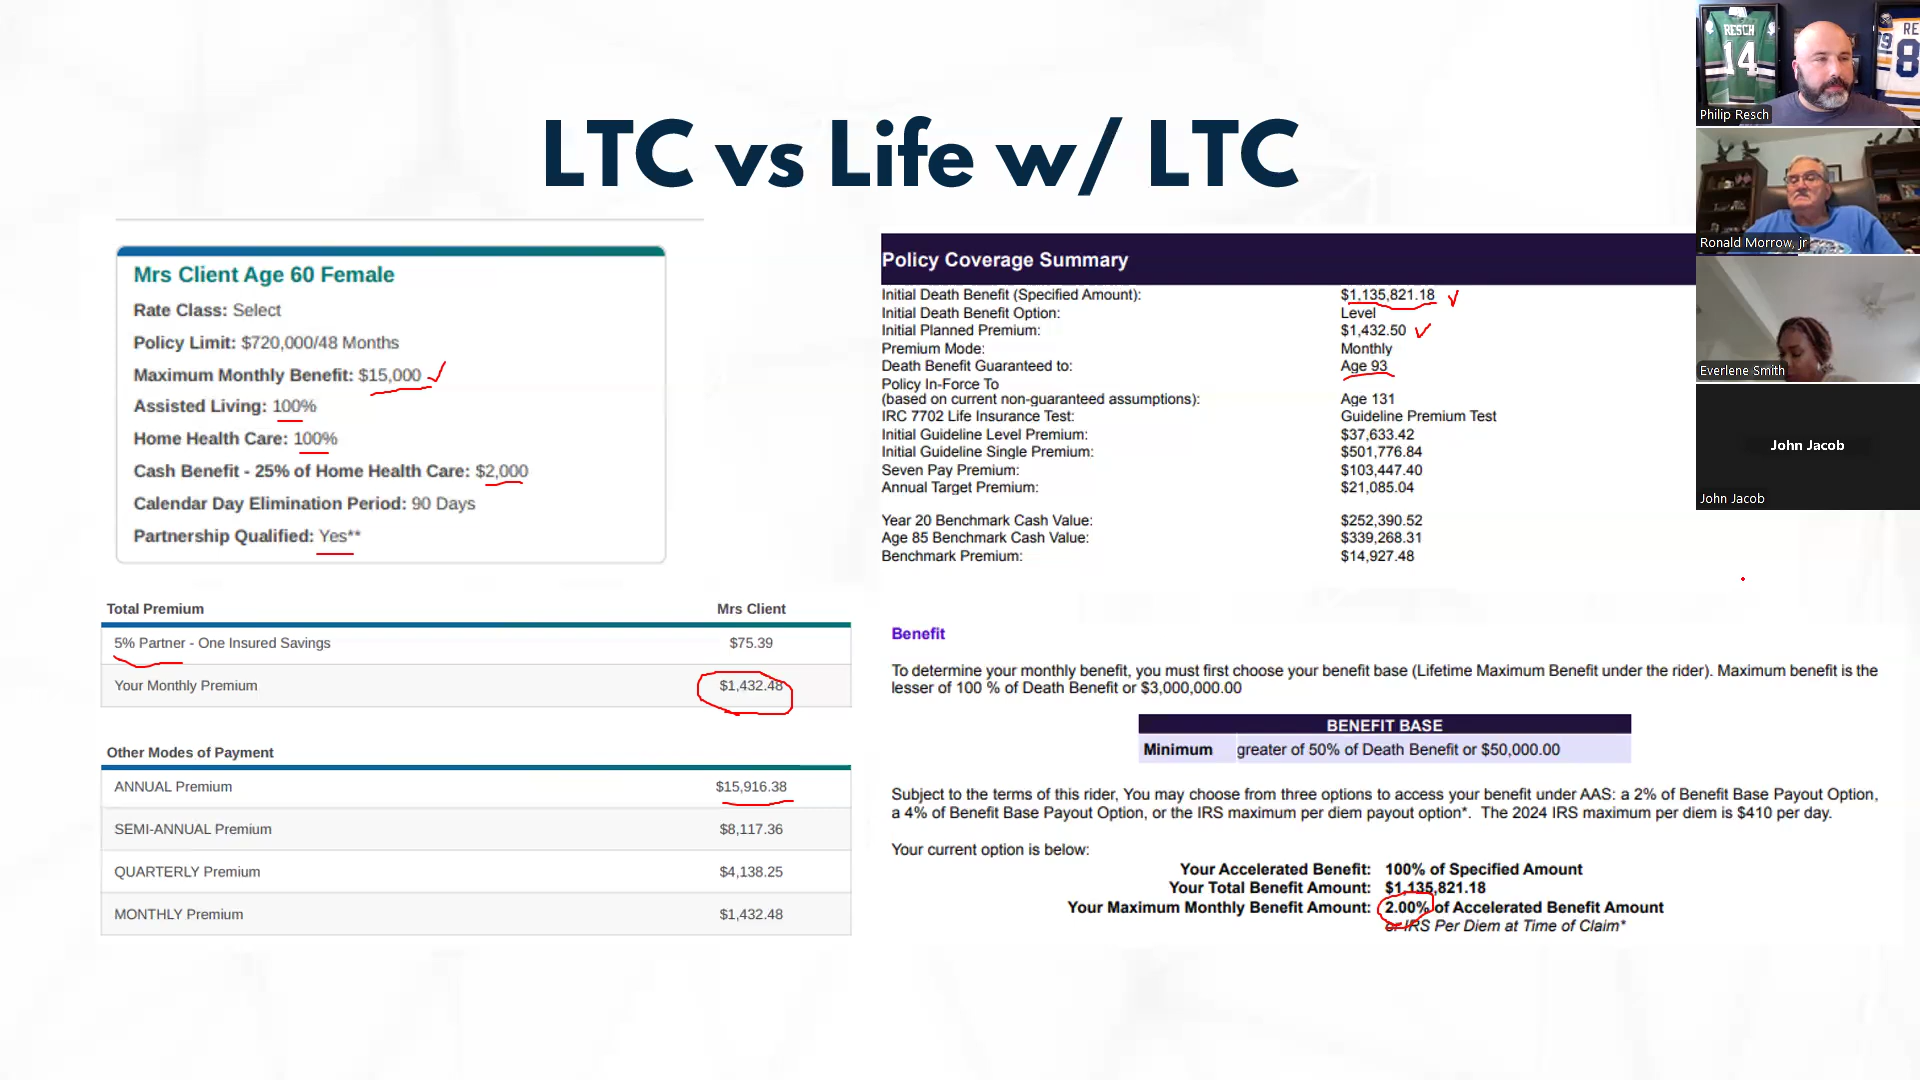 LTC vs Life w/ LTC
Mrs Client Age 60 Female
Rate Class: Select
Policy Limit: $720,000/48 Months
Maximum Monthly Benefit: $15,000
Assisted Living: 100%
Home Health Care: 100%
Cash Benefit - 25% of Home Health Care: $2,000
Calendar Day Elimination Period: 90 Days
Partnership Qualified: Yes**
Total Premium Mrs Client
5% Partner - One Insured Savings $75.39
Your Monthly Premium $1,432.48
Other Modes of Payment
ANNUAL Premium $15,916.38
SEMI-ANNUAL Premium $8,117.36
QUARTERLY Premium $4,138.25
MONTHLY Premium $1,432.48
Policy Coverage Summary
Initial Death Benefit (Specified Amount): $1,135,821.18
Initial Death Benefit Option: Level
Initial Planned Premium: $1,432.50
Premium Mode: Monthly
Death Benefit Guaranteed to: Age 93
Policy In-Force To
(based on current non-guaranteed assumptions): Age 131
IRC 7702 Life Insurance Test: Guideline Premium Test
Initial Guideline Level Premium: $37,633.42
Initial Guideline Single Premium: $501,776.84
Seven Pay Premium: $103,447.40
Annual Target Premium: $21,085.04
Year 20 Benchmark Cash Value: $252,390.52
Age 85 Benchmark Cash Value: $339,268.31
Benchmark Premium: $14,927.48
Benefit
To determine your monthly benefit, you must first choose your benefit base (Lifetime Maximum Benefit under the rider). Maximum benefit is the
lesser of 100 % of Death Benefit or $3,000,000.00
BENEFIT BASE
Minimum greater of 50% of Death Benefit or $50,000.00
Subject to the terms of this rider, You may choose from three options to access your benefit under AAS: a 2% of Benefit Base Payout Option,
a 4% of Benefit Base Payout Option, or the IRS maximum per diem payout option*. The 2024 IRS maximum per diem is $410 per day.
Your current option is below:
Your Accelerated Benefit: 100% of Specified Amount
Your Total Benefit Amount: $1,135,821.18
Your Maximum Monthly Benefit Amount: 2.00% of Accelerated Benefit Amount
or IRS Per Diem at Time of Claim*
RESCH
14
RE
8
Philip Resch
Ronald Morrow, jr
Everlene Smith
John Jacob
John Jacob